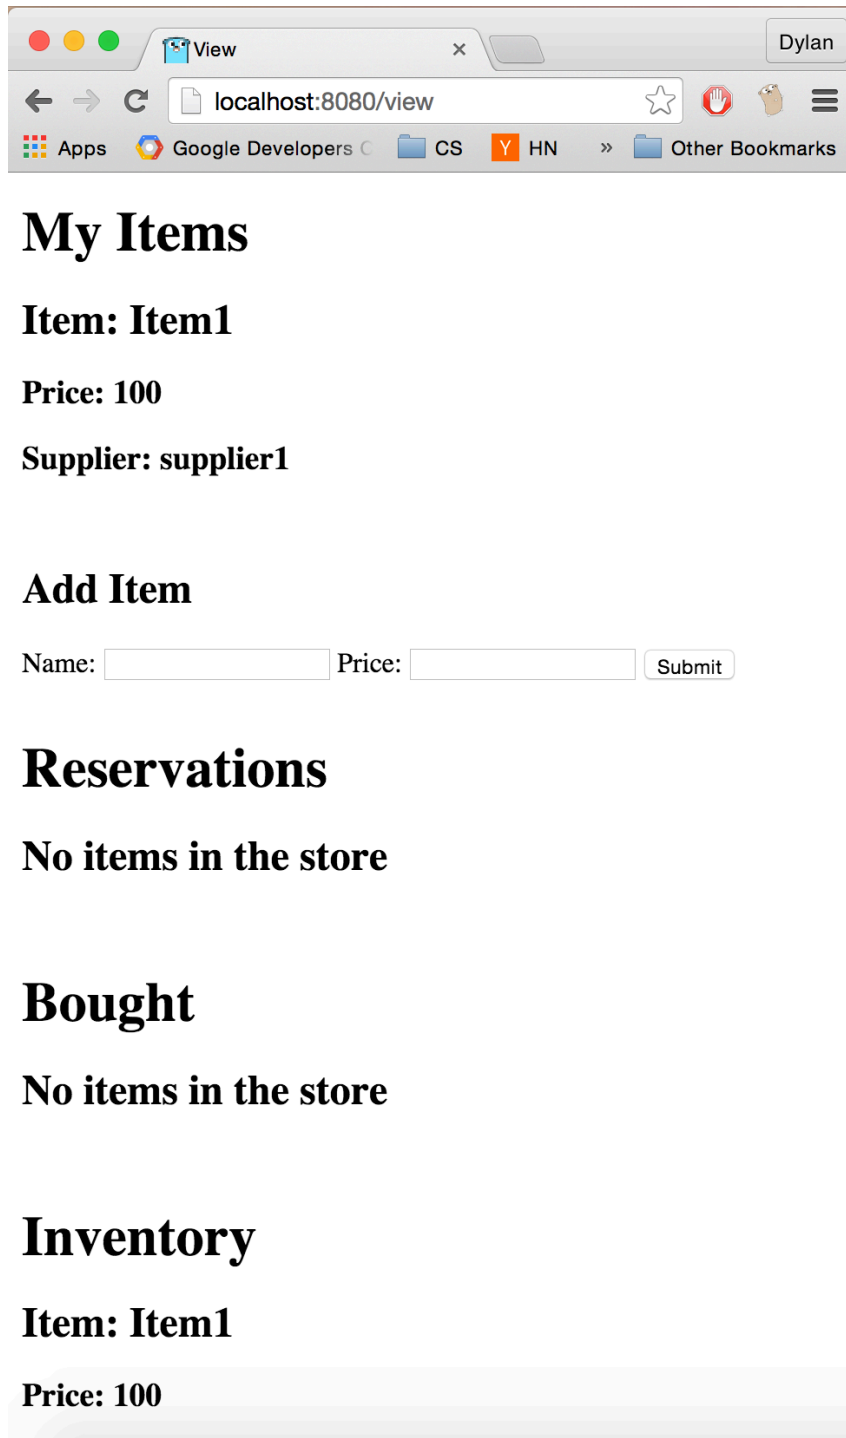 View × Dylan
localhost:8080/view
Apps Google Developers C CS Y HN » Other Bookmarks
My Items
Item: Item1
Price: 100
Supplier: supplier1
Add Item
Name: Price: Submit
Reservations
No items in the store
Bought
No items in the store
Inventory
Item: Item1
Price: 100